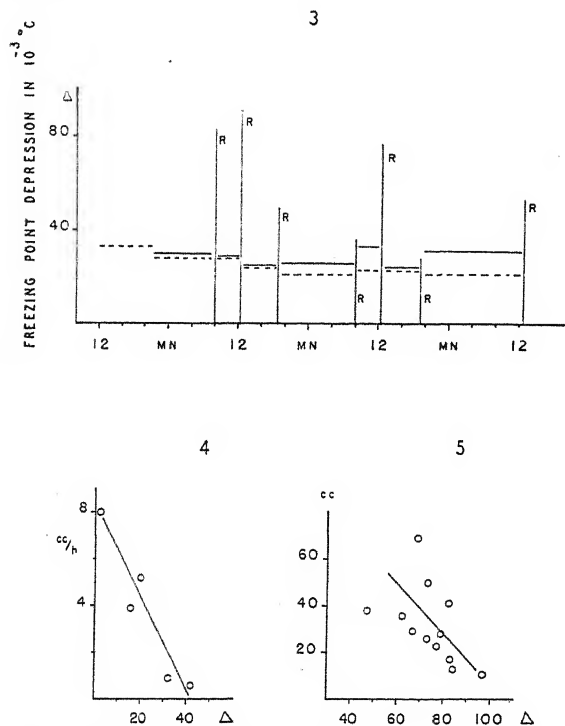 3
FREEZING POINT DEPRESSION IN 10⁻³ °C
Δ
80
40
R
R
R
R
R
R
R
12 MN 12 MN 12 MN 12
4
8
cc/h
4
20 40 Δ
5
cc
60
40
20
40 60 80 100 Δ